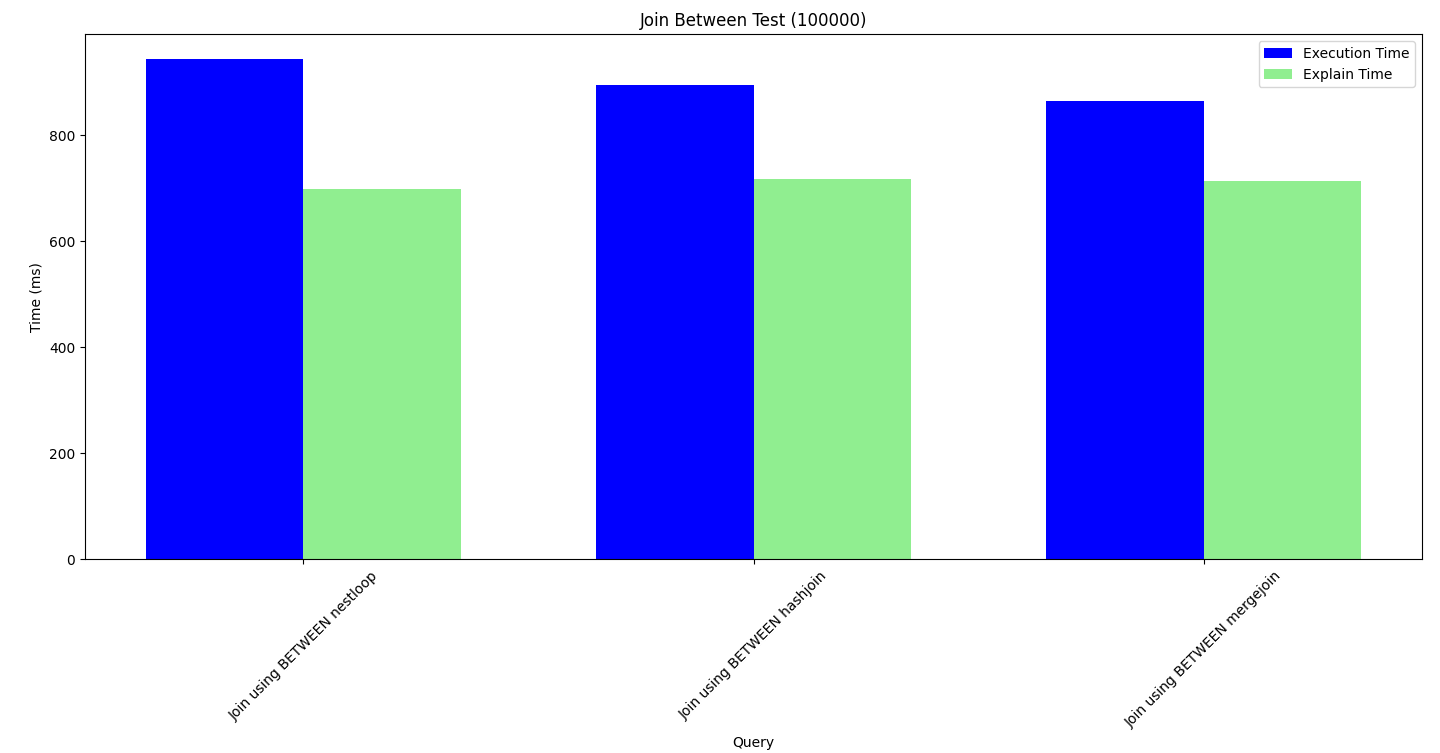 Join Between Test (100000)
Execution Time
Explain Time
Time (ms)
800
600
400
200
0
Join using BETWEEN nestloop
Join using BETWEEN hashjoin
Join using BETWEEN mergejoin
Query